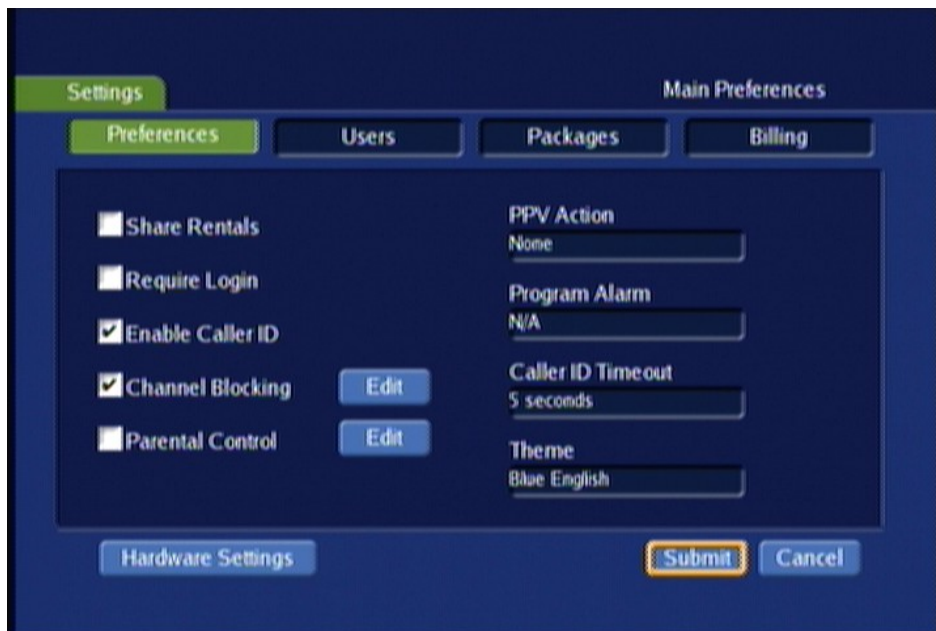 Settings
Main Preferences
Preferences
Users
Packages
Billing
Share Rentals
Require Login
Enable Caller ID
Channel Blocking
Edit
Parental Control
Edit
PPV Action
None
Program Alarm
N/A
Caller ID Timeout
5 seconds
Theme
Blue English
Hardware Settings
Submit
Cancel